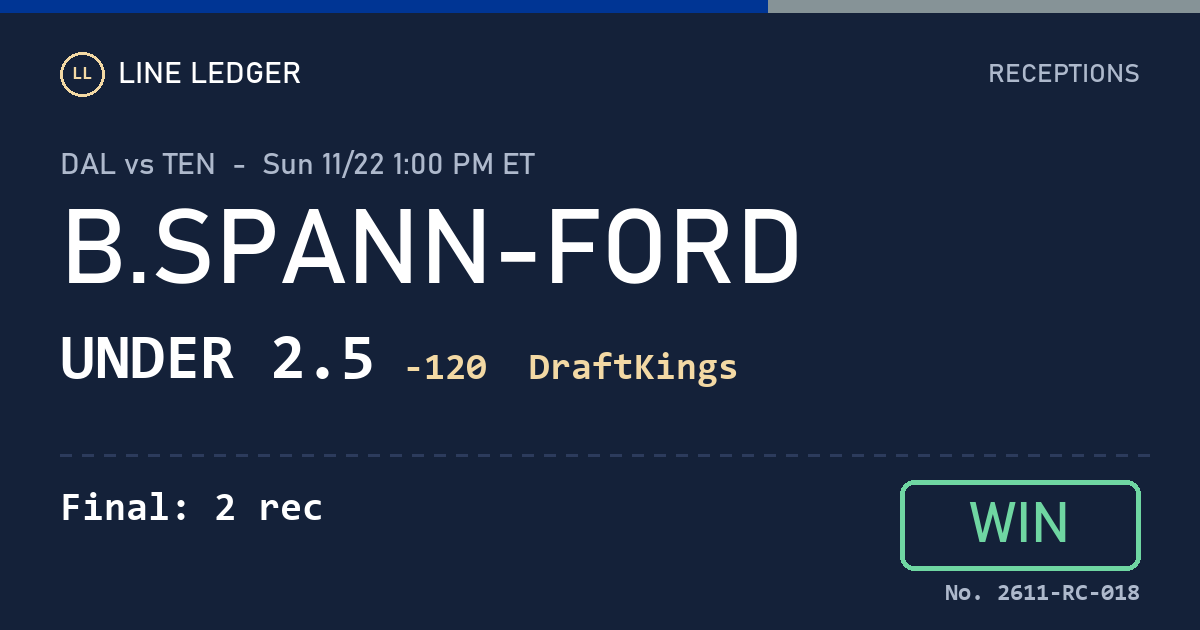 LL LINE LEDGER
RECEPTIONS
DAL vs TEN - Sun 11/22 1:00 PM ET
B.SPANN-FORD
UNDER 2.5 -120 DraftKings
Final: 2 rec
WIN
No. 2611-RC-018